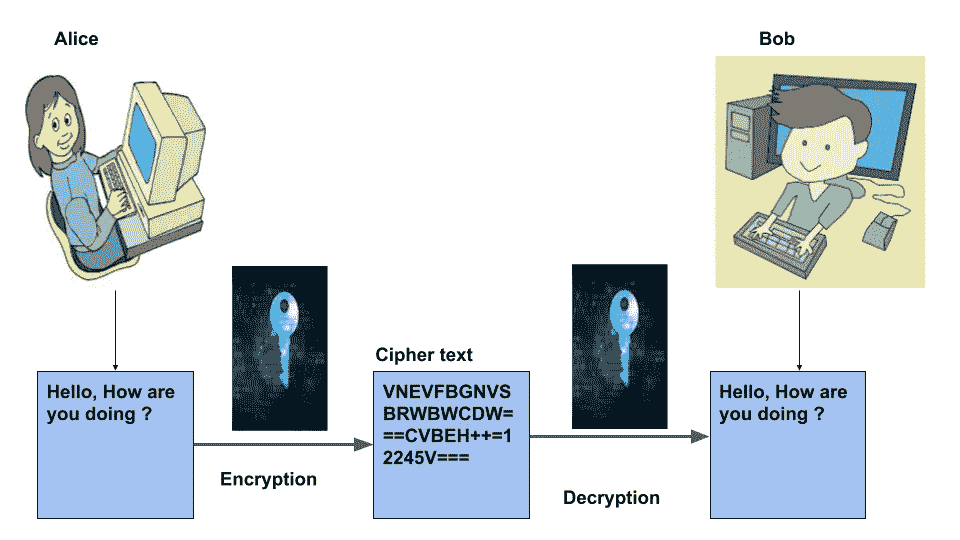 Alice
Bob
Hello, How are
you doing ?
Encryption
Cipher text
VNEVFBGNVS
BRWBWCDW=
==CVBEH++=1
2245V===
Decryption
Hello, How are
you doing ?